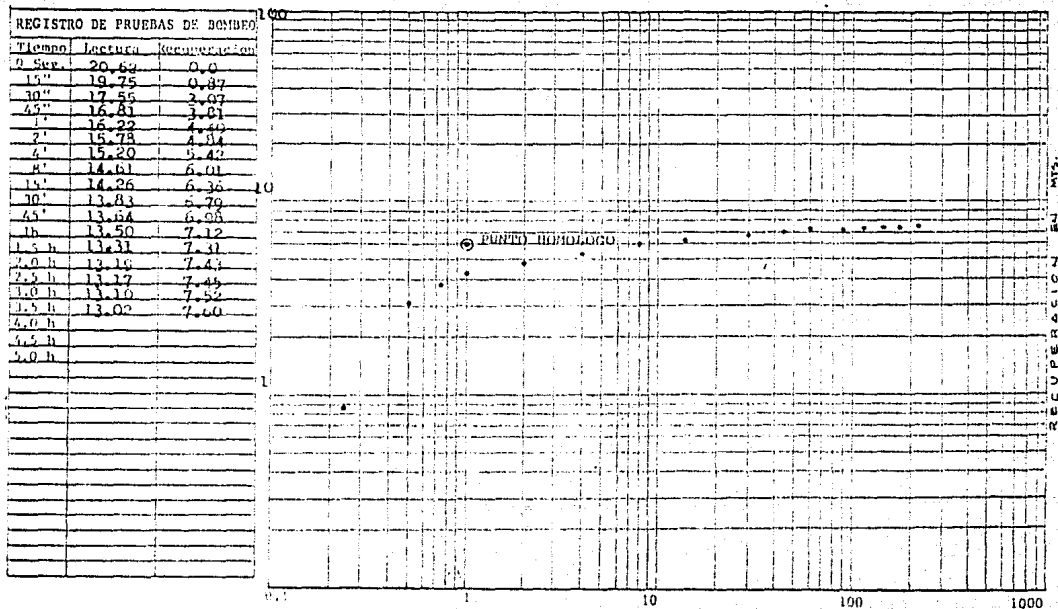 REGISTRO DE PRUEBAS DE BOMBEO
Tiempo Lectura Recuperacion
0 Seg. 20.62 0.0
15" 19.75 0.87
30" 17.55 3.07
45" 16.81 3.81
1' 16.22 4.40
2' 15.78 4.84
4' 15.20 5.42
8' 14.61 6.01
15' 14.26 6.36
30' 13.83 6.79
45' 13.64 6.98
1h 13.50 7.12
1.5 h 13.31 7.31
2.0 h 13.19 7.43
2.5 h 13.17 7.45
3.0 h 13.10 7.52
3.5 h 13.02 7.60
4.0 h
4.5 h
5.0 h
100
10
1
PUNTO HOMOLOGO
RECUPERACION EN MTS.
0.1 1 10 100 1000